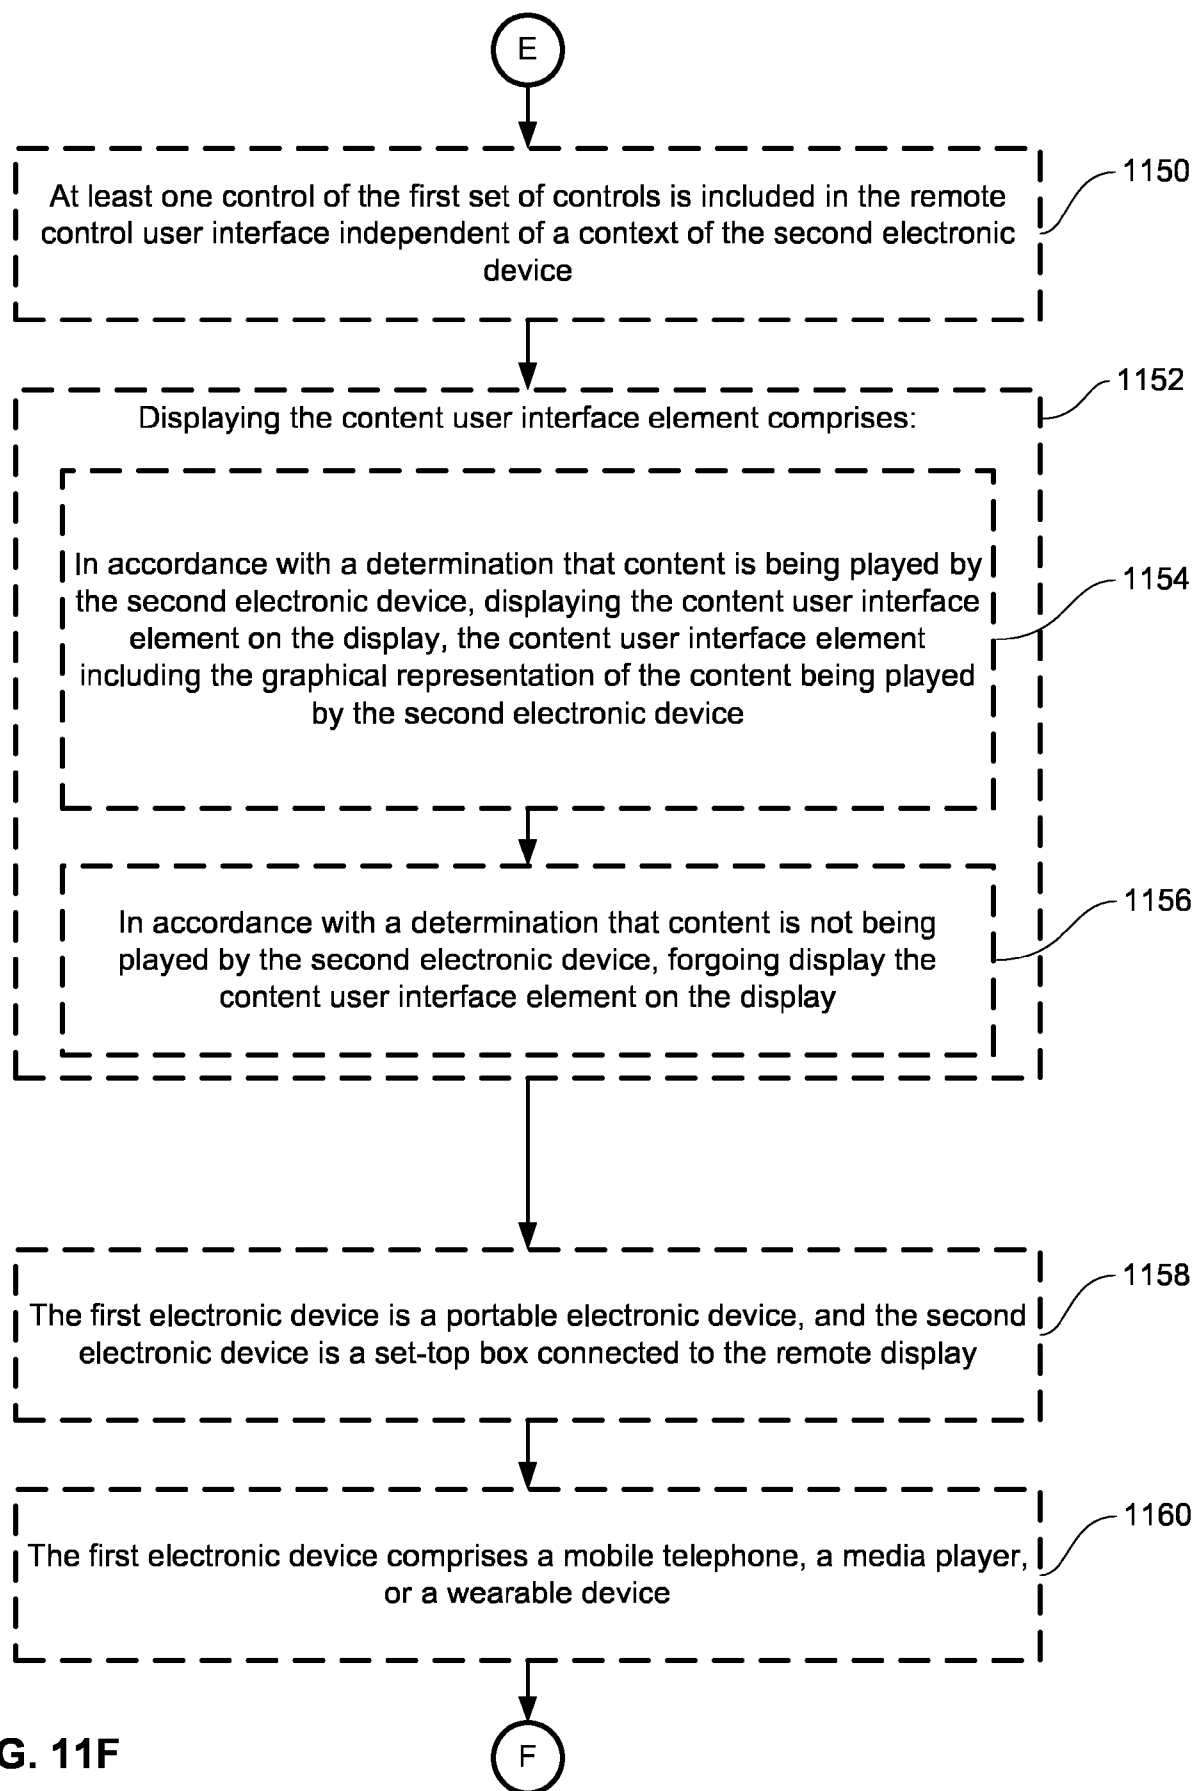 E
At least one control of the first set of controls is included in the remote
control user interface independent of a context of the second electronic
device
1150
Displaying the content user interface element comprises:
1152
In accordance with a determination that content is being played by
the second electronic device, displaying the content user interface
element on the display, the content user interface element
including the graphical representation of the content being played
by the second electronic device
1154
In accordance with a determination that content is not being
played by the second electronic device, forgoing display the
content user interface element on the display
1156
The first electronic device is a portable electronic device, and the second
electronic device is a set-top box connected to the remote display
1158
The first electronic device comprises a mobile telephone, a media player,
or a wearable device
1160
G. 11F
F